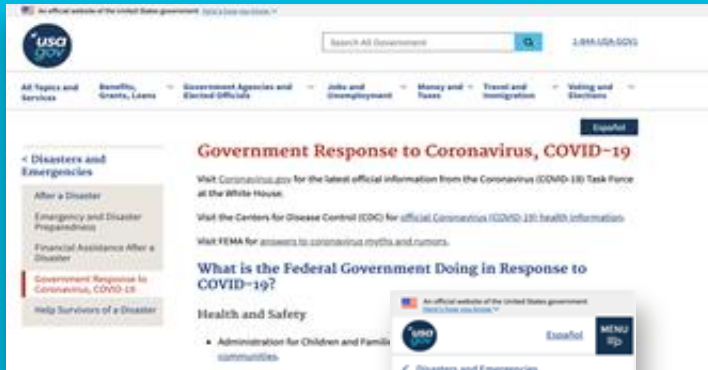 An official website of the United States government Here's how you know
usa gov
Search All Government
1-844-USA-GOV1
All Topics and Services
Benefits, Grants, Loans
Government Agencies and Elected Officials
Jobs and Unemployment
Money and Taxes
Travel and Immigration
Voting and Elections
Español
< Disasters and Emergencies
After a Disaster
Emergency and Disaster Preparedness
Financial Assistance After a Disaster
Government Response to Coronavirus, COVID-19
Help Survivors of a Disaster
Government Response to Coronavirus, COVID-19
Visit Coronavirus.gov for the latest official information from the Coronavirus (COVID-19) Task Force
at the White House.
Visit the Centers for Disease Control (CDC) for official Coronavirus (COVID-19) health information.
Visit FEMA for answers to coronavirus myths and rumors.
What is the Federal Government Doing in Response to
COVID-19?
Health and Safety
• Administration for Children and Families
communities.
An official website of the United States government
Here's how you know
usa gov
Español
MENU
< Disasters and Emergencies